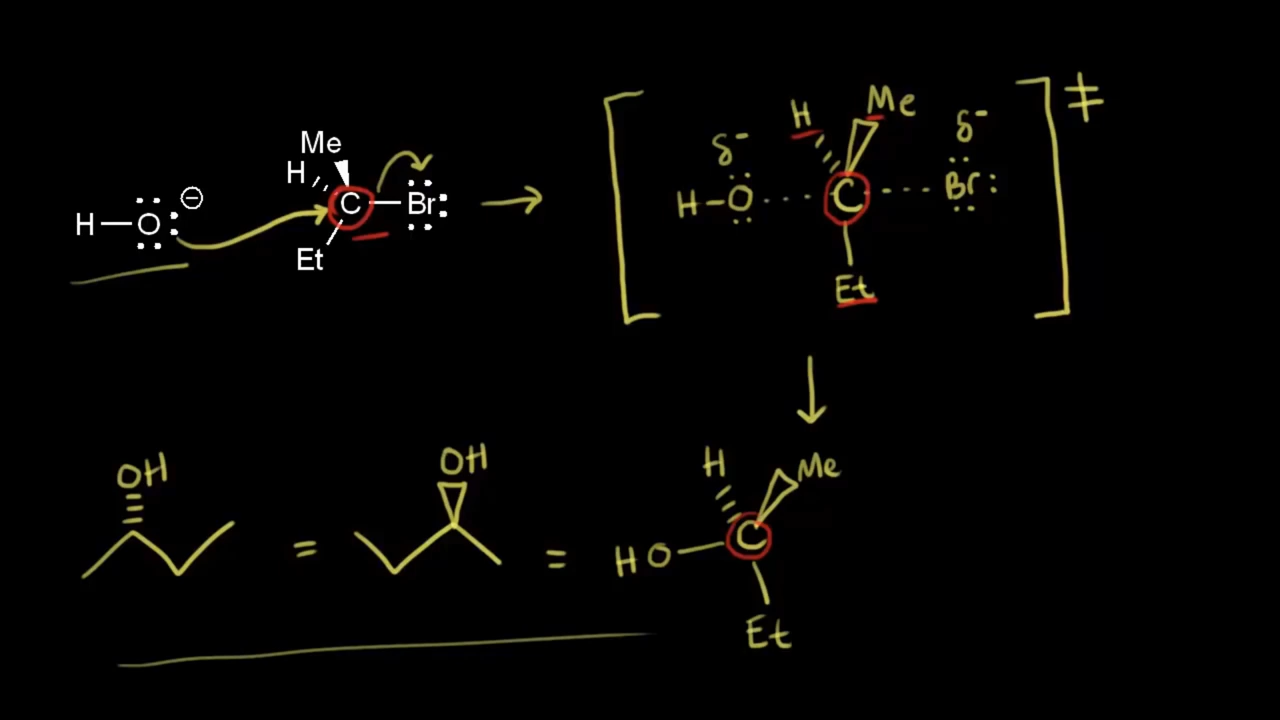 H–O:⊖
Me
H
C–Br:
Et
[ H–O δ⁻ ··· C ··· Br: δ⁻ ] ‡
H Me
Et
OH
=
OH
=
H Me
HO–C
Et